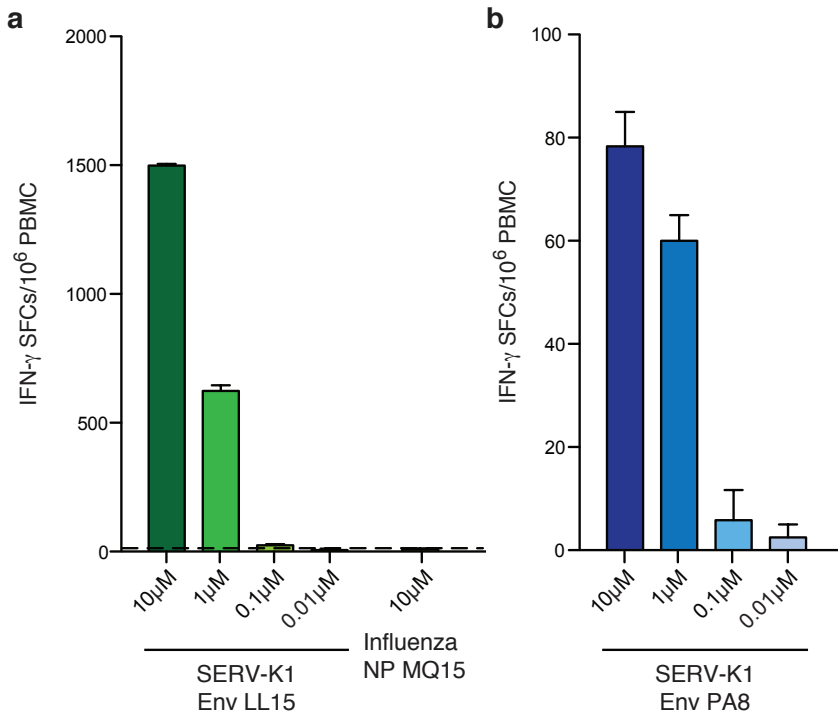 a
2000
1500
1000
500
0
IFN-γ SFCs/10⁶ PBMC
10μM
1μM
0.1μM
0.01μM
10μM
SERV-K1
Env LL15
Influenza
NP MQ15
b
100
80
60
40
20
0
IFN-γ SFCs/10⁶ PBMC
10μM
1μM
0.1μM
0.01μM
SERV-K1
Env PA8